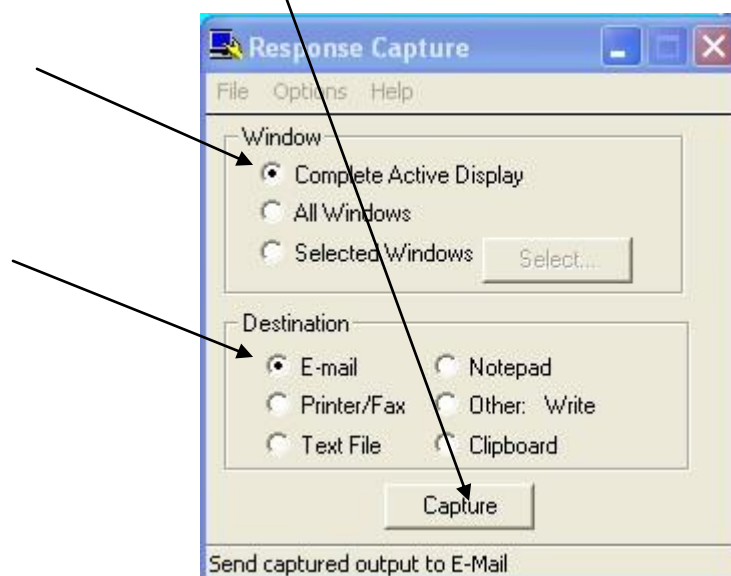 Response Capture
File Options Help
Window
Complete Active Display
All Windows
Selected Windows Select...
Destination
E-mail Notepad
Printer/Fax Other: Write
Text File Clipboard
Capture
Send captured output to E-Mail